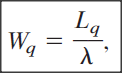 W_q = L_q / λ,